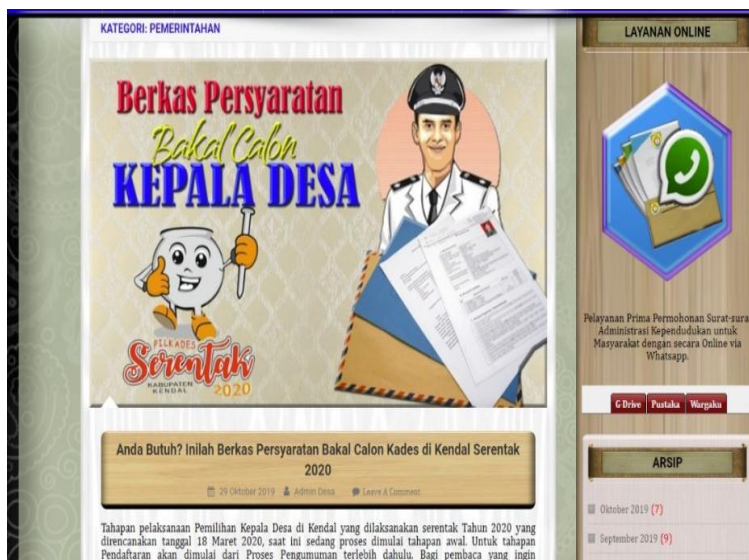 KATEGORI: PEMERINTAHAN
Berkas Persyaratan
Bakal Calon
KEPALA DESA
PILKADES
Serentak
KABUPATEN
KENDAL 2020
Anda Butuh? Inilah Berkas Persyaratan Bakal Calon Kades di Kendal Serentak
2020
29 Oktober 2019 Admin Desa Leave A Comment
Tahapan pelaksanaan Pemilihan Kepala Desa di Kendal yang dilaksanakan serentak Tahun 2020 yang
direncanakan tanggal 18 Maret 2020, saat ini sedang proses dimulai tahapan awal. Untuk tahapan
Pendaftaran akan dimulai dari Proses Pengumuman terlebih dahulu. Bagi pembaca yang ingin
LAYANAN ONLINE
Pelayanan Prima Permohonan Surat-sura
Administrasi Kependudukan untuk
Masyarakat dengan secara Online via
Whatsapp.
G-Drive Pustaka Wargaku
ARSIP
Oktober 2019 (7)
September 2019 (9)